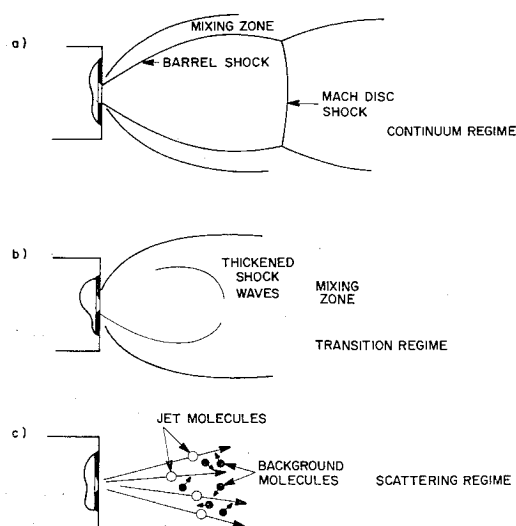 a)
MIXING ZONE
BARREL SHOCK
MACH DISC
SHOCK
CONTINUUM REGIME
b)
THICKENED
SHOCK
WAVES
MIXING
ZONE
TRANSITION REGIME
c)
JET MOLECULES
BACKGROUND
MOLECULES
SCATTERING REGIME